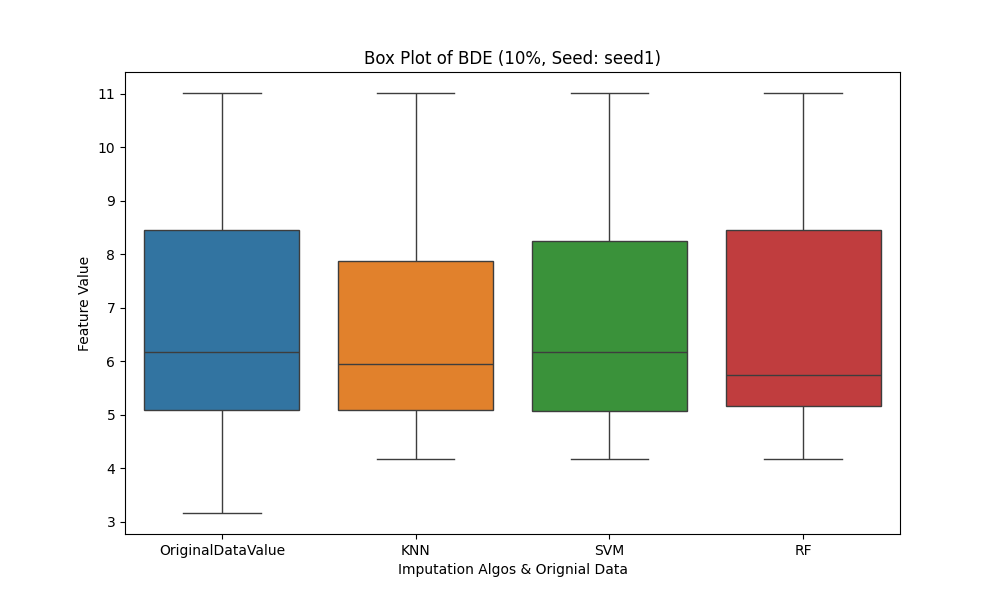 Box Plot of BDE (10%, Seed: seed1)
11
10
9
8
7
6
5
4
3
Feature Value
OriginalDataValue KNN SVM RF
Imputation Algos & Orignial Data